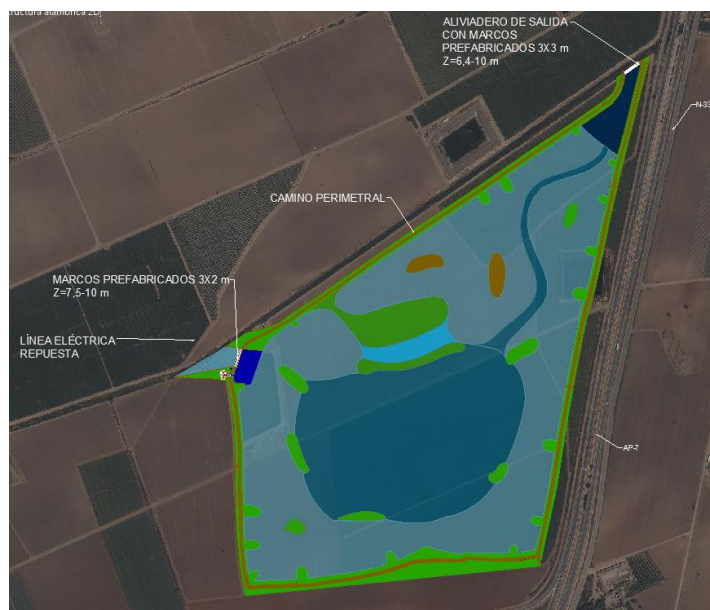 ALIVIADERO DE SALIDA
CON MARCOS
PREFABRICADOS 3X3 m
Z=6,4-10 m
CAMINO PERIMETRAL
MARCOS PREFABRICADOS 3X2 m
Z=7,5-10 m
LÍNEA ELÉCTRICA
REPUESTA
AP-7